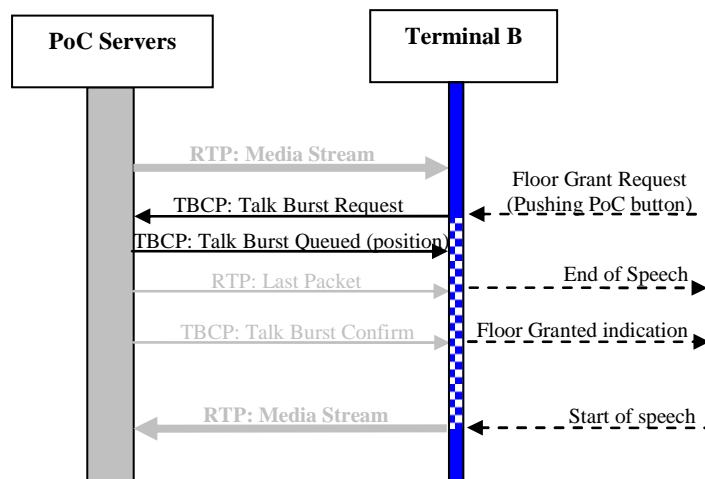 PoC Servers
Terminal B
RTP: Media Stream
Floor Grant Request
(Pushing PoC button)
TBCP: Talk Burst Request
TBCP: Talk Burst Queued (position)
RTP: Last Packet
End of Speech
TBCP: Talk Burst Confirm
Floor Granted indication
RTP: Media Stream
Start of speech